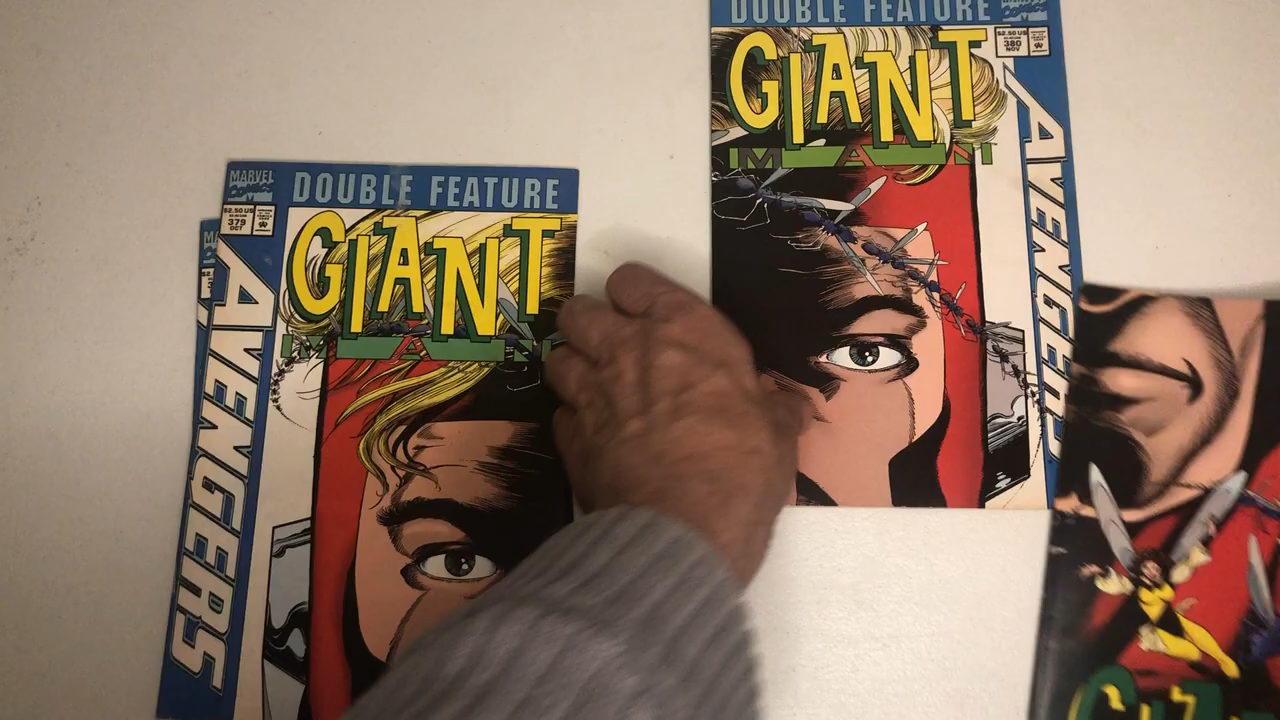 MARVEL
COMICS
DOUBLE FEATURE
$2.50 US
379
OCT
GIANT
MAN
AVENGERS
DOUBLE FEATURE
COMICS
$2.50 US
380
NOV
GIANT
MAN
AVENGERS